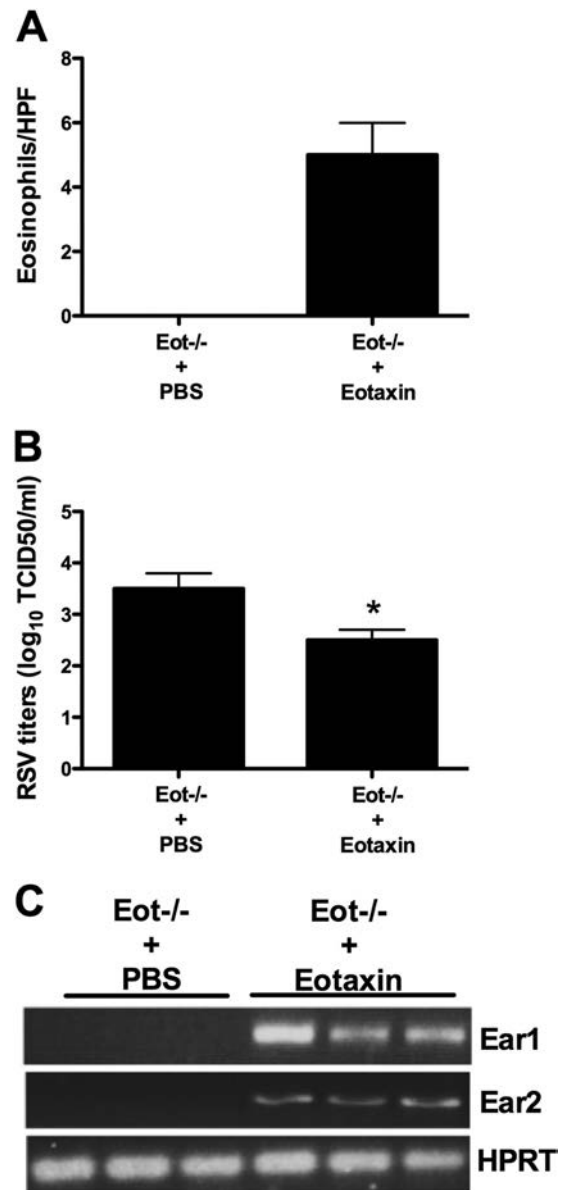 A
Eosinophils/HPF
8
6
4
2
0
Eot-/-
+
PBS
Eot-/-
+
Eotaxin
B
RSV titers (log10 TCID50/ml)
5
4
3
2
1
0
*
Eot-/-
+
PBS
Eot-/-
+
Eotaxin
C
Eot-/-
+
PBS
Eot-/-
+
Eotaxin
Ear1
Ear2
HPRT